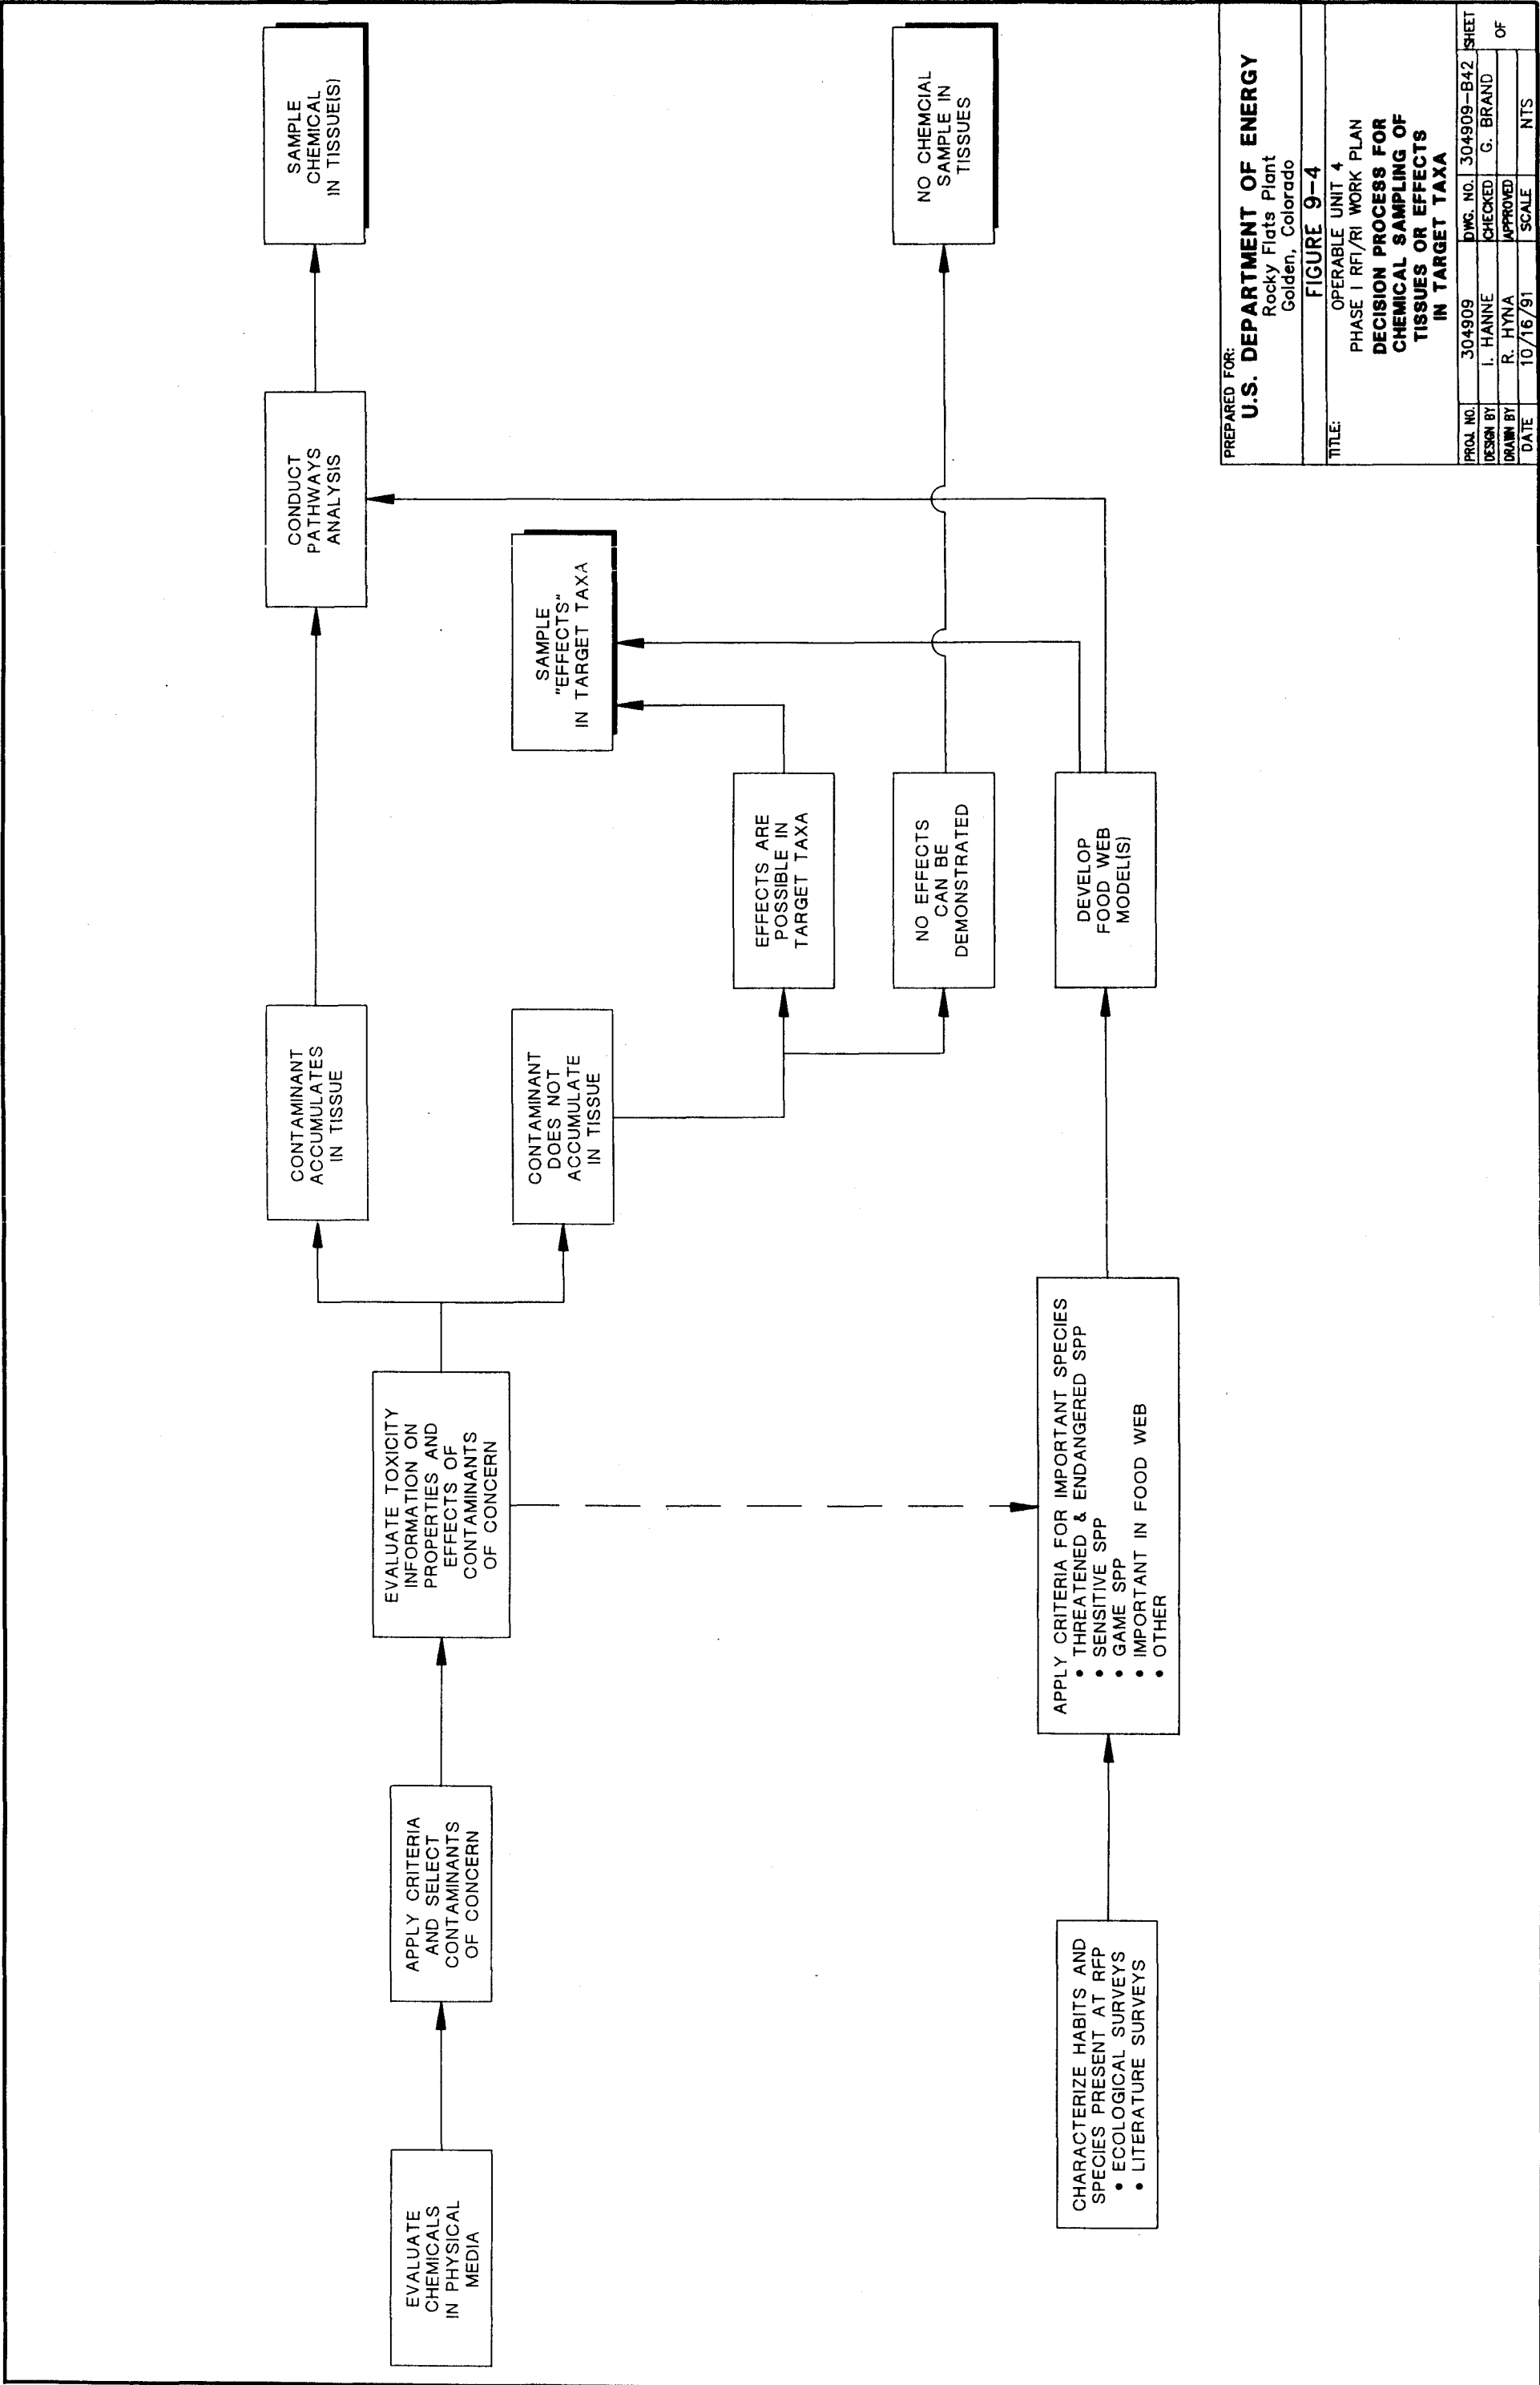 EVALUATE
CHEMICALS
IN PHYSICAL
MEDIA
APPLY CRITERIA
AND SELECT
CONTAMINANTS
OF CONCERN
EVALUATE TOXICITY
INFORMATION ON
PROPERTIES AND
EFFECTS OF
CONTAMINANTS
OF CONCERN
CONTAMINANT
ACCUMULATES
IN TISSUE
CONDUCT
PATHWAYS
ANALYSIS
SAMPLE
CHEMICAL
IN TISSUE(S)
CONTAMINANT
DOES NOT
ACCUMULATE
IN TISSUE
SAMPLE
"EFFECTS"
IN TARGET TAXA
EFFECTS ARE
POSSIBLE IN
TARGET TAXA
NO EFFECTS
CAN BE
DEMONSTRATED
NO CHEMCIAL
SAMPLE IN
TISSUES
CHARACTERIZE HABITS AND
SPECIES PRESENT AT RFP
• ECOLOGICAL SURVEYS
• LITERATURE SURVEYS
APPLY CRITERIA FOR IMPORTANT SPECIES
• THREATENED & ENDANGERED SPP
• SENSITIVE SPP
• GAME SPP
• IMPORTANT IN FOOD WEB
• OTHER
DEVELOP
FOOD WEB
MODEL(S)
PREPARED FOR:
U.S. DEPARTMENT OF ENERGY
Rocky Flats Plant
Golden, Colorado
FIGURE 9-4
TITLE: OPERABLE UNIT 4
PHASE I RFI/RI WORK PLAN
DECISION PROCESS FOR
CHEMICAL SAMPLING OF
TISSUES OR EFFECTS
IN TARGET TAXA
PROJ. NO. 304909 DWG. NO. 304909-B42 SHEET
DESIGN BY I. HANNE CHECKED G. BRAND OF
DRAWN BY R. HYNA APPROVED
DATE 10/16/91 SCALE NTS